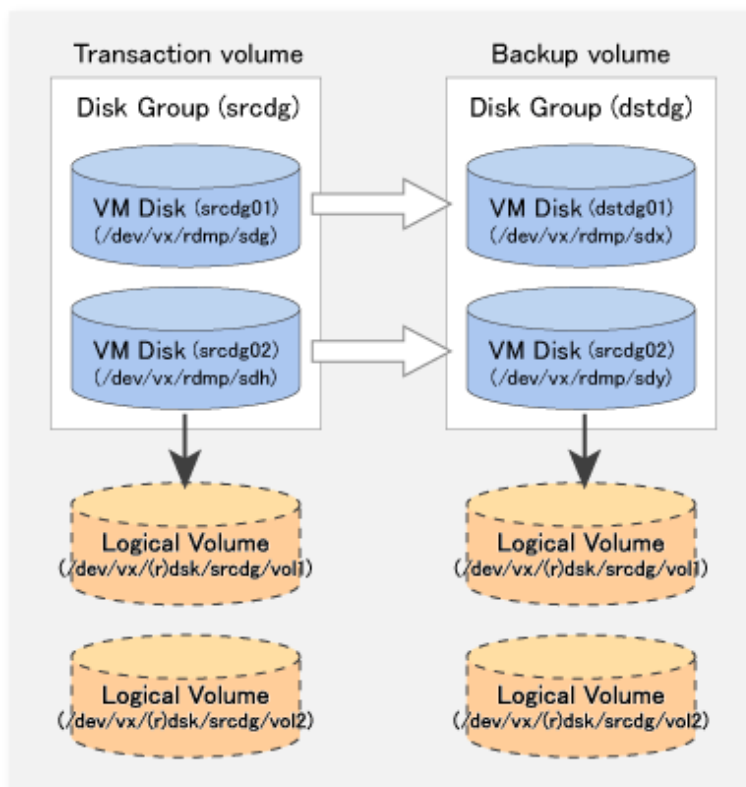 Transaction volume
Backup volume
Disk Group (srcdg)
Disk Group (dstdg)
VM Disk (srcdg01)
(/dev/vx/rdmp/sdg)
VM Disk (dstdg01)
(/dev/vx/rdmp/sdx)
VM Disk (srcdg02)
(/dev/vx/rdmp/sdh)
VM Disk (srcdg02)
(/dev/vx/rdmp/sdy)
Logical Volume
(/dev/vx/(r)dsk/srcdg/vol1)
Logical Volume
(/dev/vx/(r)dsk/srcdg/vol1)
Logical Volume
(/dev/vx/(r)dsk/srcdg/vol2)
Logical Volume
(/dev/vx/(r)dsk/srcdg/vol2)